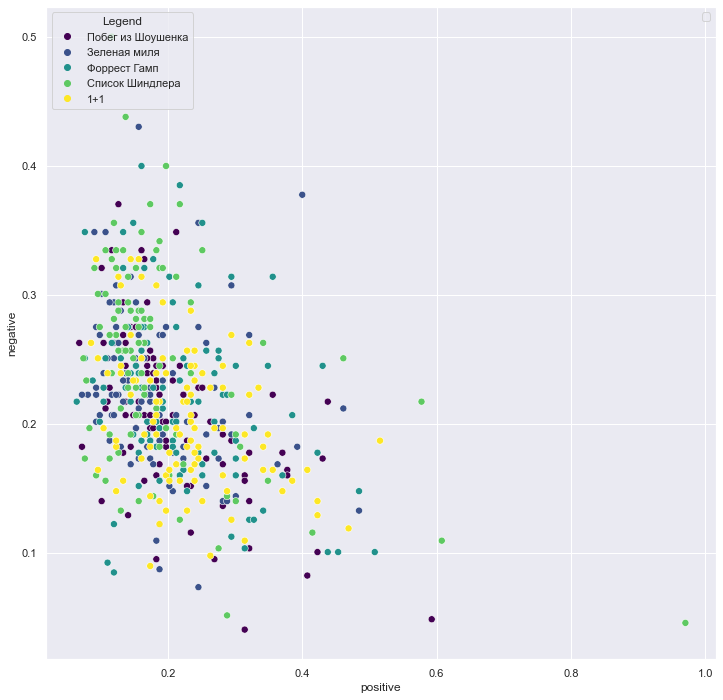 Legend
Побег из Шоушенка
Зеленая миля
Форрест Гамп
Список Шиндлера
1+1
0.5
0.4
0.3
0.2
0.1
negative
0.2
0.4
0.6
0.8
1.0
positive